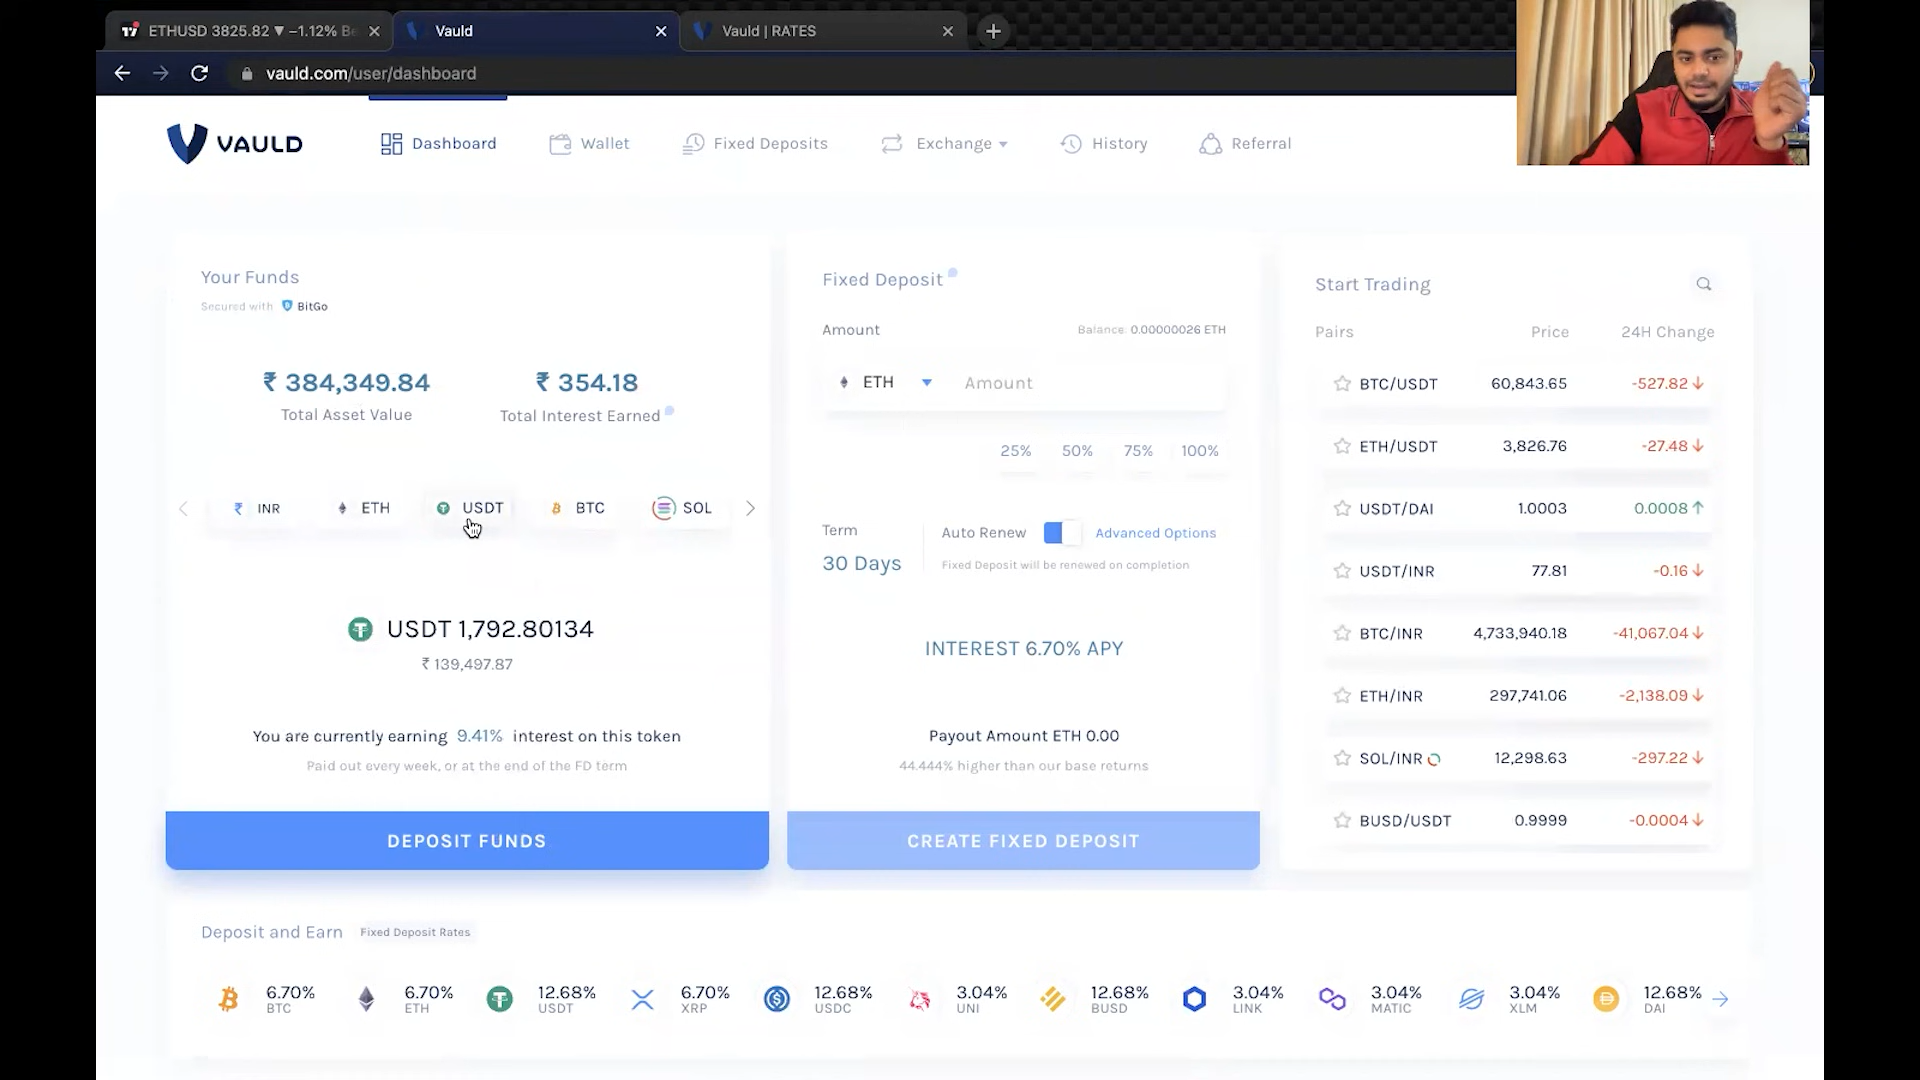 ETHUSD 3825.82 ▼ −1.12% Be
Vauld
Vauld | RATES
vauld.com/user/dashboard
VAULD
Dashboard
Wallet
Fixed Deposits
Exchange
History
Referral
Your Funds
Secured with BitGo
₹ 384,349.84
Total Asset Value
₹ 354.18
Total Interest Earned
INR
ETH
USDT
BTC
SOL
USDT 1,792.80134
₹ 139,497.87
You are currently earning 9.41% interest on this token
Paid out every week, or at the end of the FD term
DEPOSIT FUNDS
Fixed Deposit
Amount
Balance: 0.00000026 ETH
ETH
Amount
25% 50% 75% 100%
Term
30 Days
Auto Renew
Advanced Options
Fixed Deposit will be renewed on completion
INTEREST 6.70% APY
Payout Amount ETH 0.00
44.444% higher than our base returns
CREATE FIXED DEPOSIT
Start Trading
Pairs Price 24H Change
BTC/USDT 60,843.65 -527.82 ↓
ETH/USDT 3,826.76 -27.48 ↓
USDT/DAI 1.0003 0.0008 ↑
USDT/INR 77.81 -0.16 ↓
BTC/INR 4,733,940.18 -41,067.04 ↓
ETH/INR 297,741.06 -2,138.09 ↓
SOL/INR 12,298.63 -297.22 ↓
BUSD/USDT 0.9999 -0.0004 ↓
Deposit and Earn
Fixed Deposit Rates
6.70%
BTC
6.70%
ETH
12.68%
USDT
6.70%
XRP
12.68%
USDC
3.04%
UNI
12.68%
BUSD
3.04%
LINK
3.04%
MATIC
3.04%
XLM
12.68%
DAI